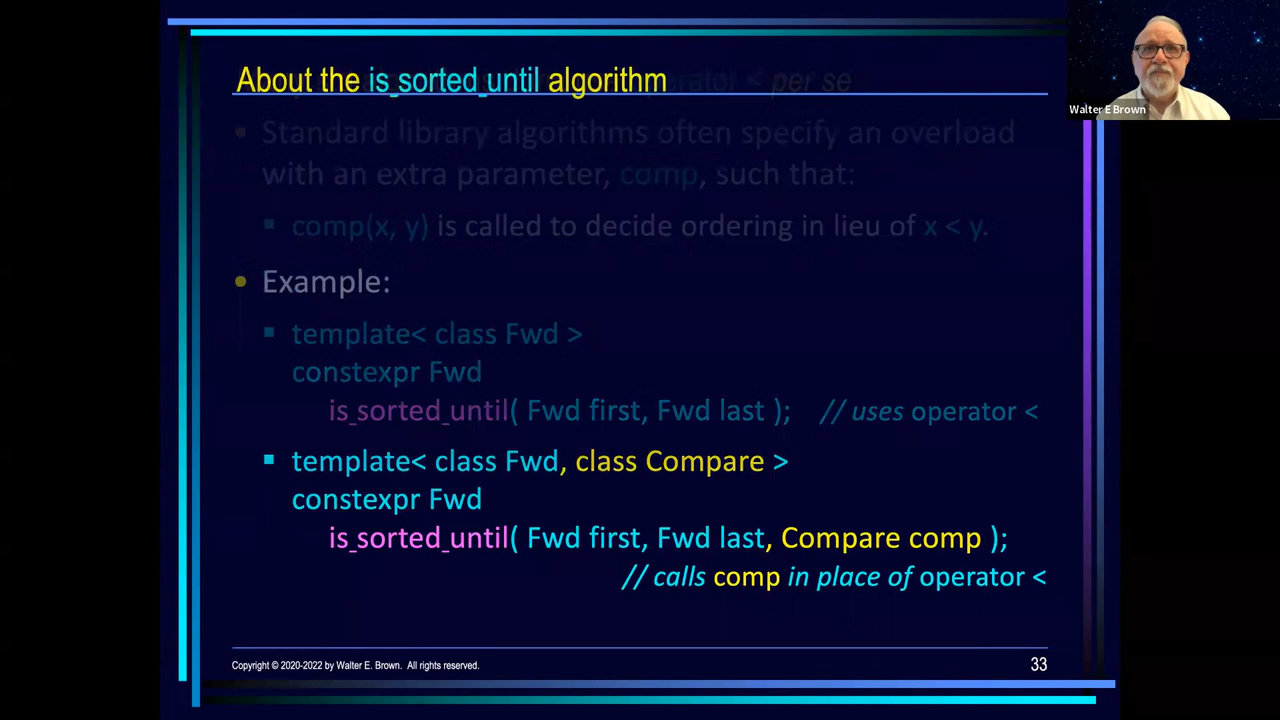 About the is_sorted_until algorithm operator < per se
Walter E Brown
▪ Standard library algorithms often specify an overload
with an extra parameter, comp, such that:
▪ comp(x, y) is called to decide ordering in lieu of x < y.
• Example:
▪ template< class Fwd >
constexpr Fwd
is_sorted_until( Fwd first, Fwd last ); // uses operator <
▪ template< class Fwd, class Compare >
constexpr Fwd
is_sorted_until( Fwd first, Fwd last, Compare comp );
// calls comp in place of operator <
Copyright © 2020-2022 by Walter E. Brown. All rights reserved.
33